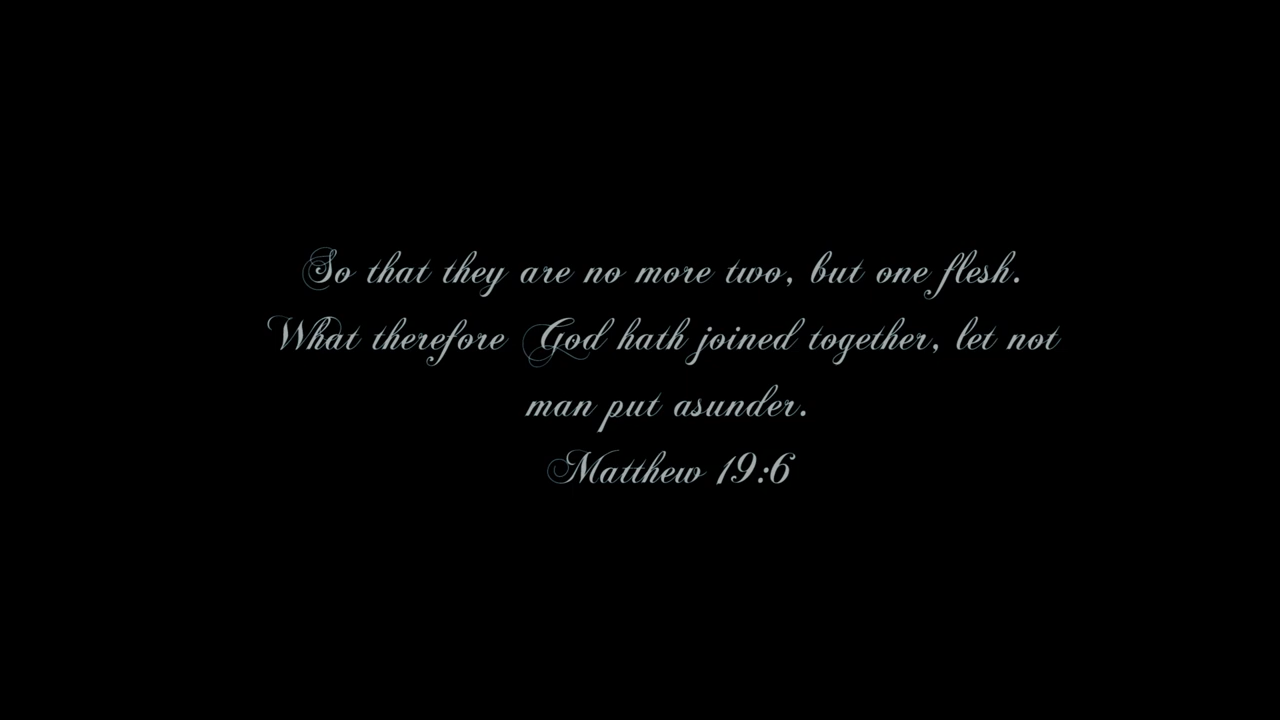 So that they are no more two, but one flesh.
What therefore God hath joined together, let not
man put asunder.
Matthew 19:6